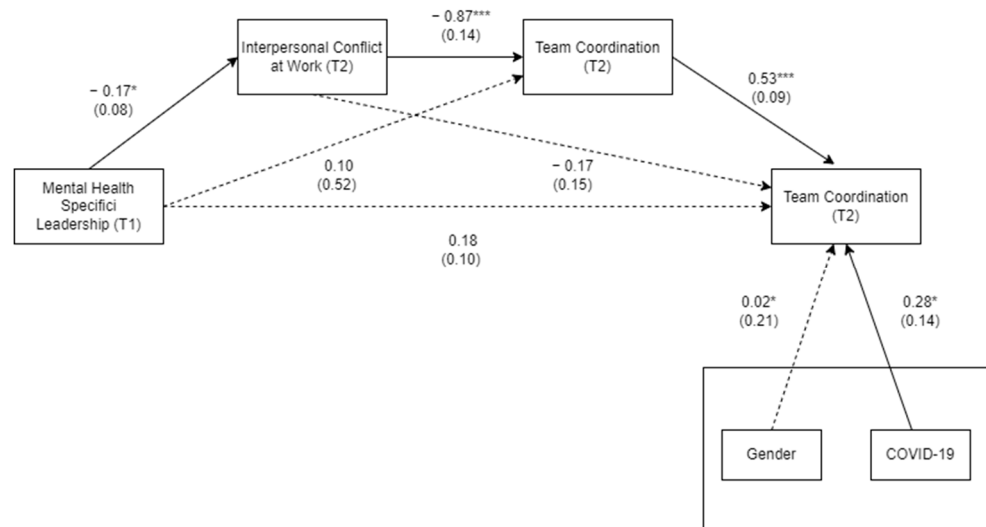 − 0.87***
(0.14)
Interpersonal Conflict
at Work (T2)
Team Coordination
(T2)
− 0.17*
(0.08)
0.53***
(0.09)
0.10
(0.52)
− 0.17
(0.15)
Mental Health
Specifici
Leadership (T1)
Team Coordination
(T2)
0.18
(0.10)
0.02*
(0.21)
0.28*
(0.14)
Gender
COVID-19